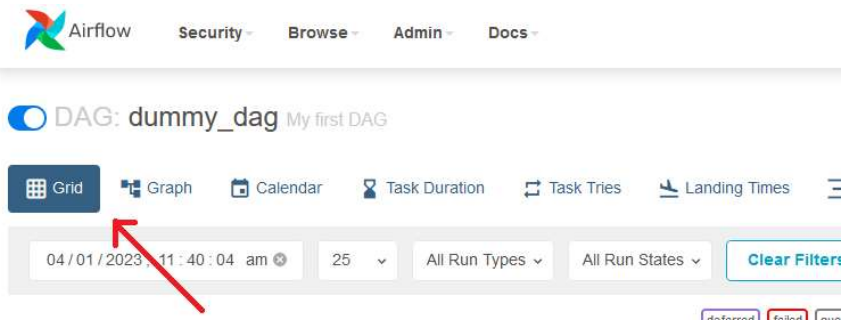 Airflow Security Browse Admin Docs
DAG: dummy_dag My first DAG
Grid Graph Calendar Task Duration Task Tries Landing Times
04/01/2023, 11:40:04 am 25 All Run Types All Run States Clear Filters
deferred failed